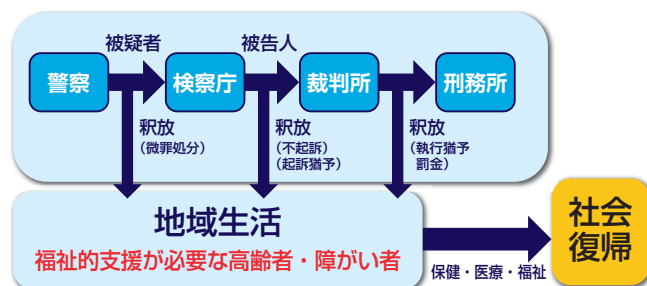 被疑者
被告人
警察
検察庁
裁判所
刑務所
釈放
（微罪処分）
釈放
（不起訴）
（起訴猶予）
釈放
（執行猶予
罰金）
地域生活
福祉的支援が必要な高齢者・障がい者
保健・医療・福祉
社会
復帰